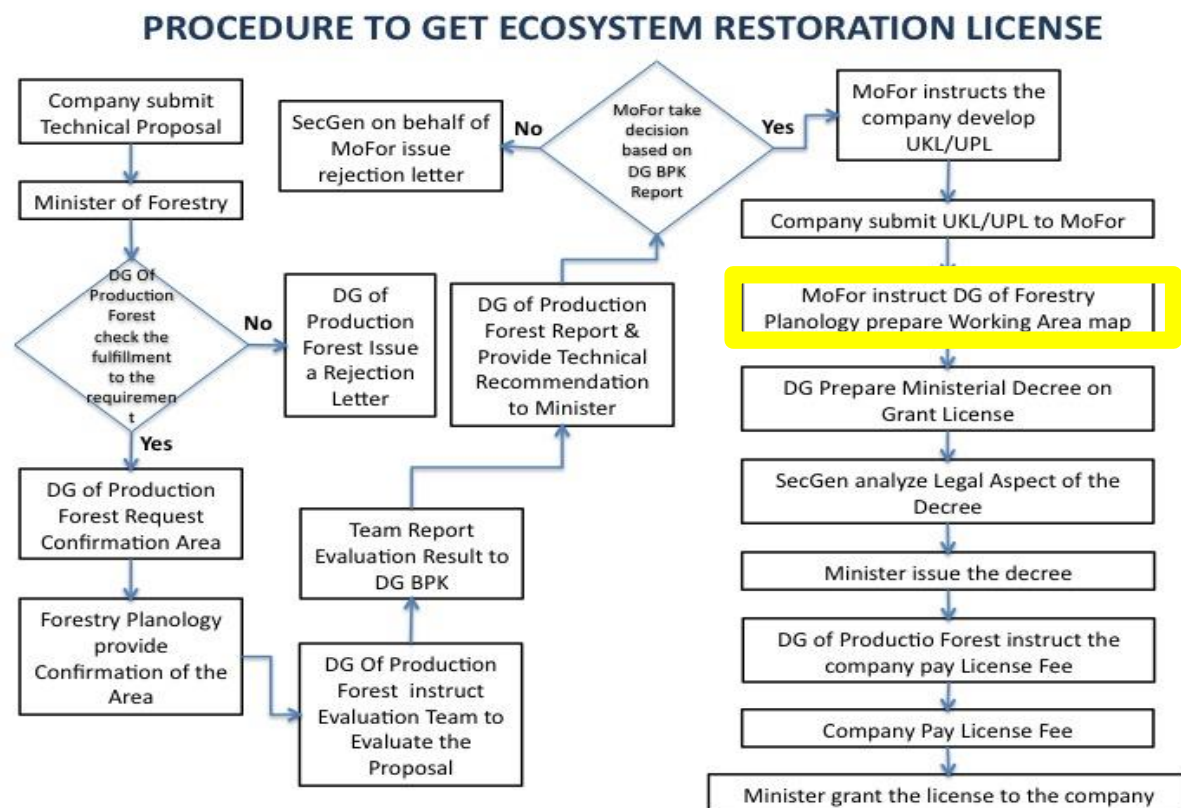 PROCEDURE TO GET ECOSYSTEM RESTORATION LICENSE
Company submit
Technical Proposal
Minister of Forestry
DG Of
Production
Forest
check the
fulfillment
to the
requiremen
t
No
DG of
Production
Forest Issue
a Rejection
Letter
Yes
DG of Production
Forest Request
Confirmation Area
Forestry Planology
provide
Confirmation of the
Area
DG Of Production
Forest instruct
Evaluation Team to
Evaluate the
Proposal
Team Report
Evaluation Result to
DG BPK
DG of Production
Forest Report &
Provide Technical
Recommendation
to Minister
MoFor take
decision
based on
DG BPK
Report
No
SecGen on behalf of
MoFor issue
rejection letter
Yes
MoFor instructs the
company develop
UKL/UPL
Company submit UKL/UPL to MoFor
MoFor instruct DG of Forestry
Planology prepare Working Area map
DG Prepare Ministerial Decree on
Grant License
SecGen analyze Legal Aspect of the
Decree
Minister issue the decree
DG of Productio Forest instruct the
company pay License Fee
Company Pay License Fee
Minister grant the license to the company